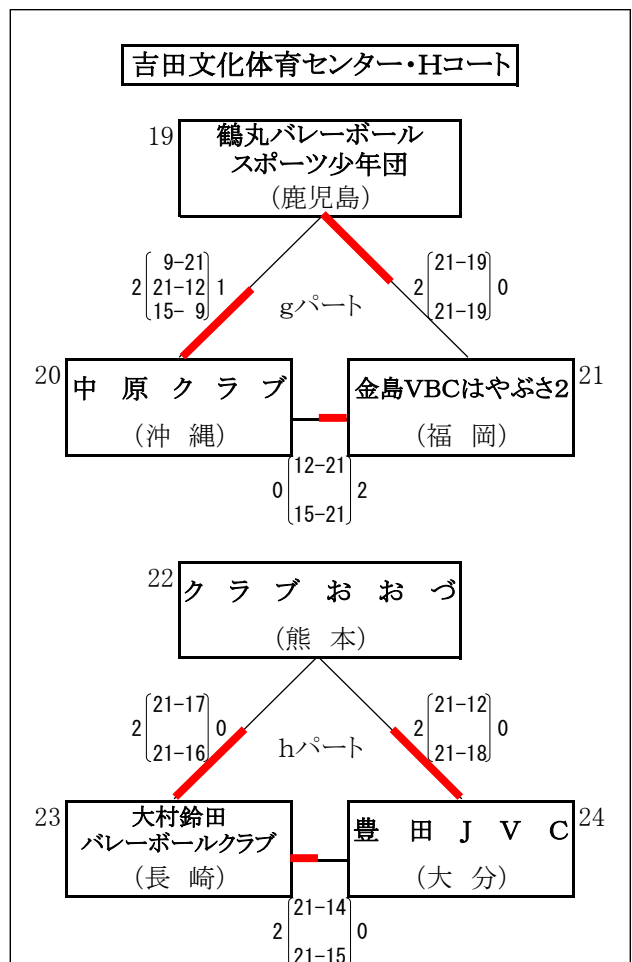 吉田文化体育センター・Hコート
19
鶴丸バレーボール
スポーツ少年団
(鹿児島)
2 9-21 1
21-12
15- 9
gパート
2 21-19 0
21-19
20
中 原 ク ラ ブ
(沖 縄)
金島VBCはやぶさ2
21
(福 岡)
0 12-21 2
15-21
22
ク ラ ブ お お づ
(熊 本)
2 21-17 0
21-16
hパート
2 21-12 0
21-18
23
大村鈴田
バレーボールクラブ
(長 崎)
豊 田 J V C
24
(大 分)
2 21-14 0
21-15